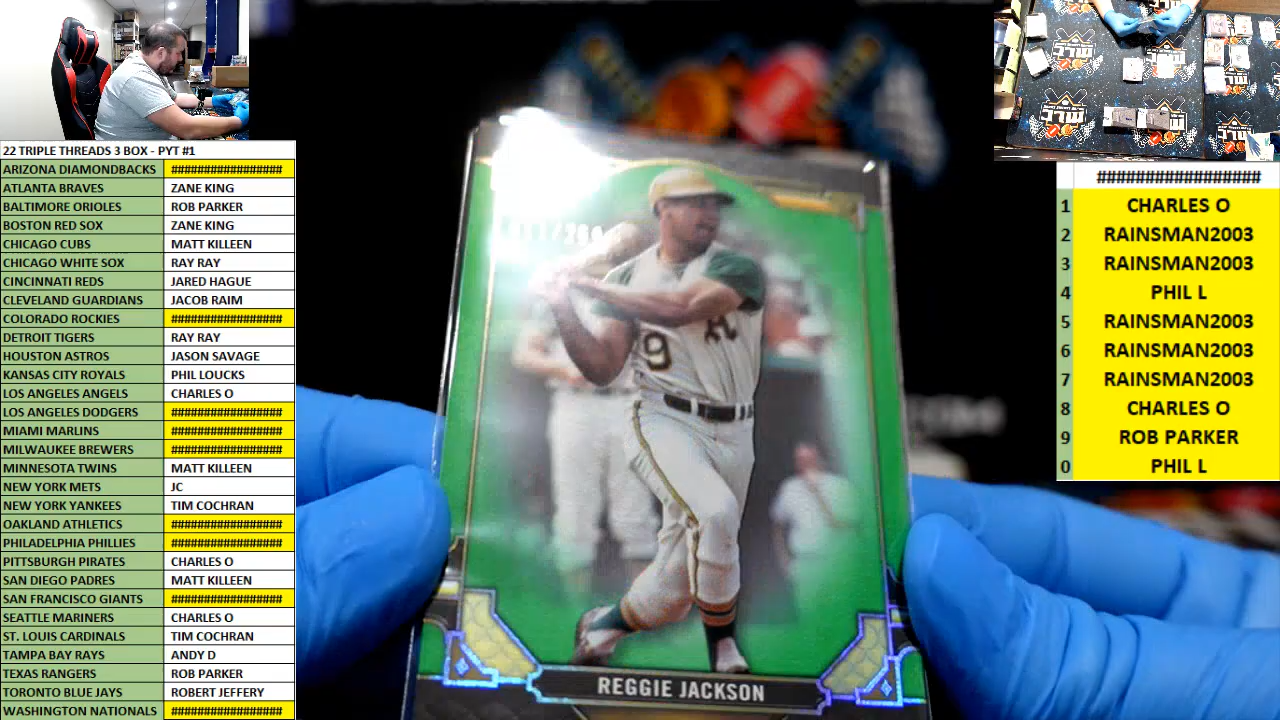 22 TRIPLE THREADS 3 BOX - PYT #1
ARIZONA DIAMONDBACKS #################
ATLANTA BRAVES ZANE KING
BALTIMORE ORIOLES ROB PARKER
BOSTON RED SOX ZANE KING
CHICAGO CUBS MATT KILLEEN
CHICAGO WHITE SOX RAY RAY
CINCINNATI REDS JARED HAGUE
CLEVELAND GUARDIANS JACOB RAIM
COLORADO ROCKIES #################
DETROIT TIGERS RAY RAY
HOUSTON ASTROS JASON SAVAGE
KANSAS CITY ROYALS PHIL LOUCKS
LOS ANGELES ANGELS CHARLES O
LOS ANGELES DODGERS #################
MIAMI MARLINS #################
MILWAUKEE BREWERS #################
MINNESOTA TWINS MATT KILLEEN
NEW YORK METS JC
NEW YORK YANKEES TIM COCHRAN
OAKLAND ATHLETICS #################
PHILADELPHIA PHILLIES #################
PITTSBURGH PIRATES CHARLES O
SAN DIEGO PADRES MATT KILLEEN
SAN FRANCISCO GIANTS #################
SEATTLE MARINERS CHARLES O
ST. LOUIS CARDINALS TIM COCHRAN
TAMPA BAY RAYS ANDY D
TEXAS RANGERS ROB PARKER
TORONTO BLUE JAYS ROBERT JEFFERY
WASHINGTON NATIONALS #################
9
REGGIE JACKSON
#################
1 CHARLES O
2 RAINSMAN2003
3 RAINSMAN2003
4 PHIL L
5 RAINSMAN2003
6 RAINSMAN2003
7 RAINSMAN2003
8 CHARLES O
9 ROB PARKER
0 PHIL L